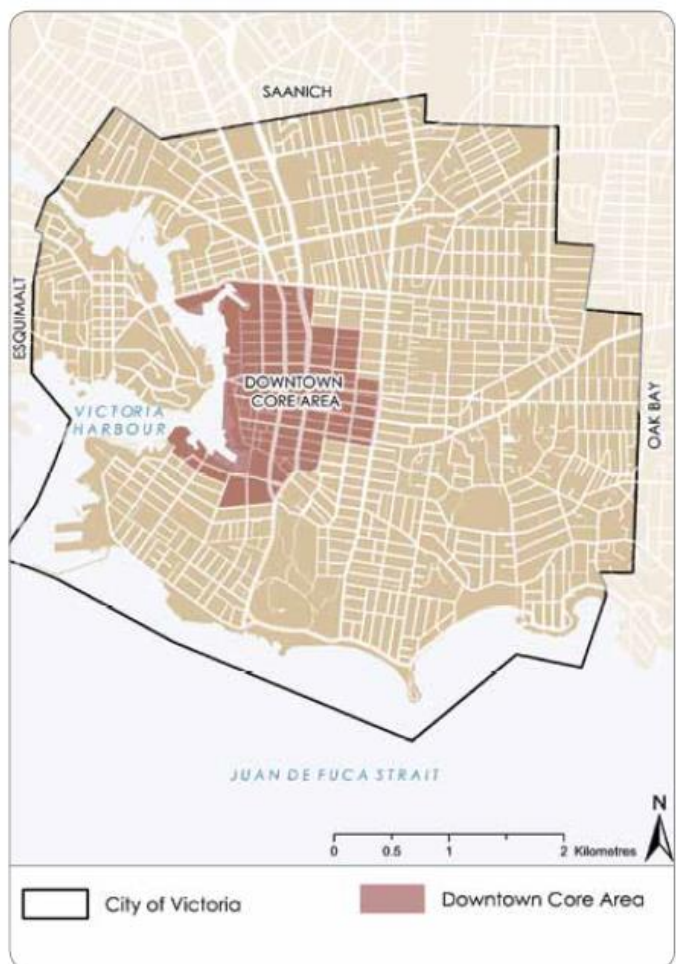 SAANICH
ESQUIMALT
DOWNTOWN
CORE AREA
VICTORIA
HARBOUR
OAK BAY
JUAN DE FUCA STRAIT
N
0 0.5 1 2 Kilometres
City of Victoria
Downtown Core Area